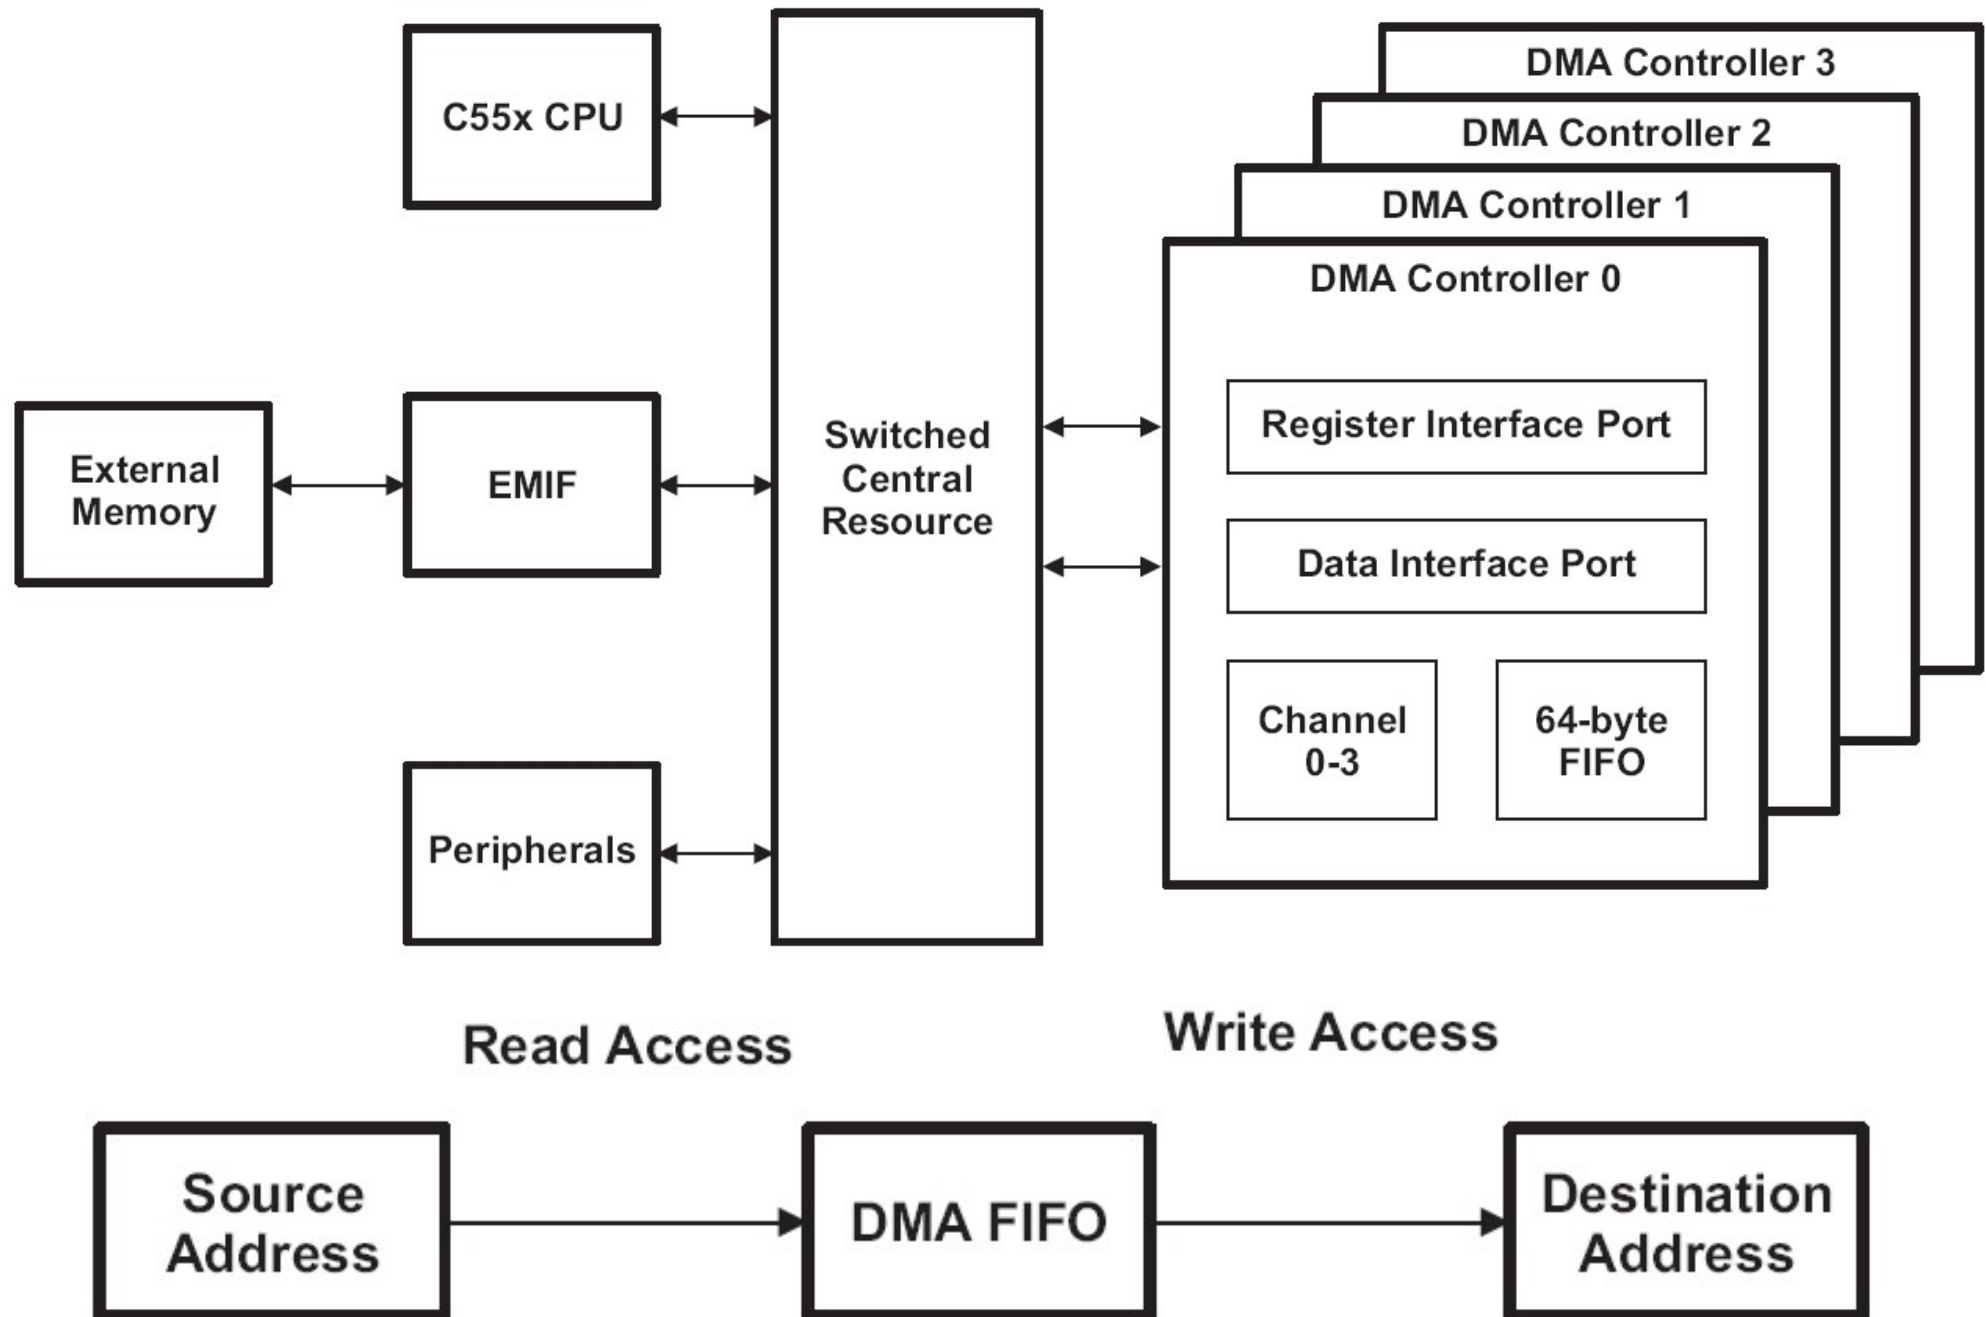 C55x CPU
External
Memory
EMIF
Peripherals
Switched
Central
Resource
DMA Controller 3
DMA Controller 2
DMA Controller 1
DMA Controller 0
Register Interface Port
Data Interface Port
Channel
0-3
64-byte
FIFO
Read Access
Write Access
Source
Address
DMA FIFO
Destination
Address